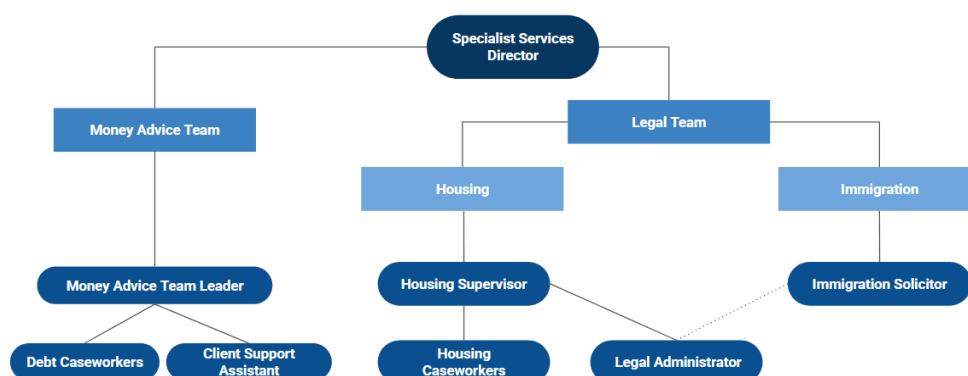 Specialist Services
Director
Money Advice Team
Legal Team
Housing
Immigration
Money Advice Team Leader
Housing Supervisor
Immigration Solicitor
Debt Caseworkers
Client Support
Assistant
Housing
Caseworkers
Legal Administrator